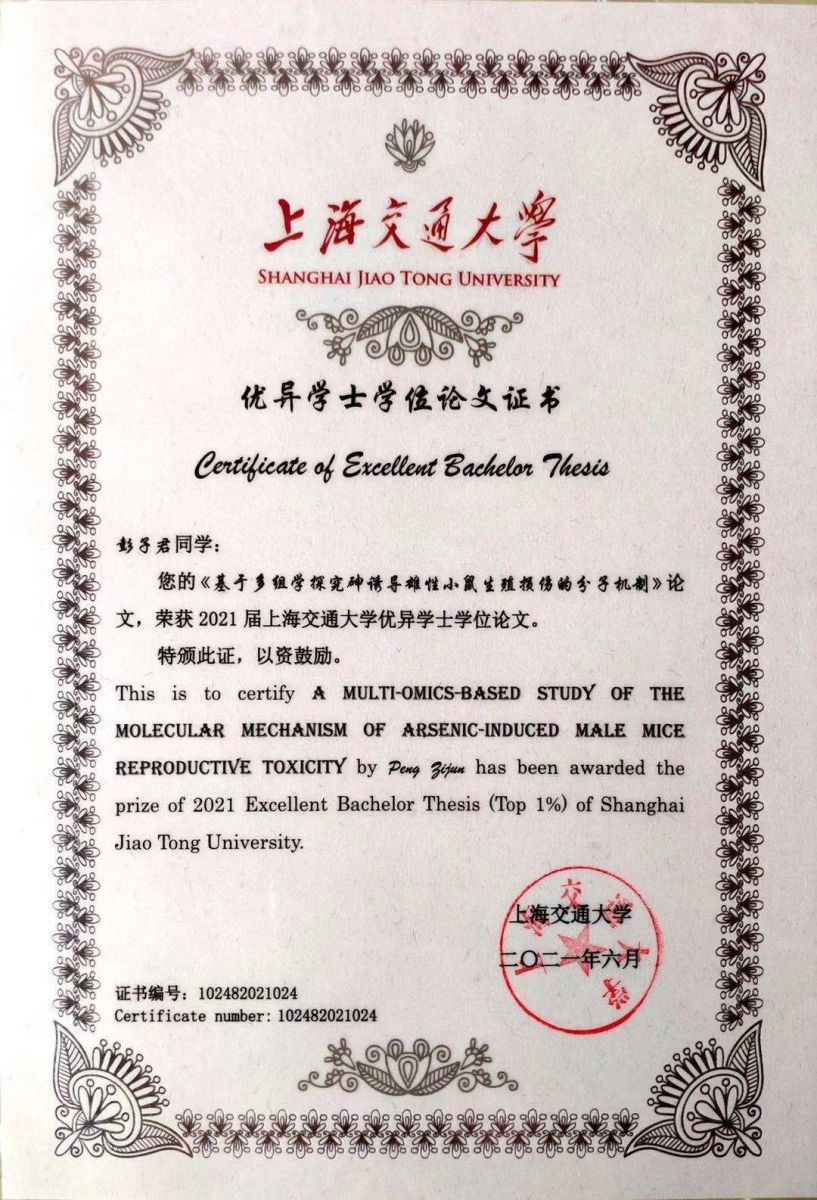 上海交通大學
SHANGHAI JIAO TONG UNIVERSITY
优异学士学位论文证书
Certificate of Excellent Bachelor Thesis
彭子君同学：
您的《基于多组学探究砷诱导雄性小鼠生殖损伤的分子机制》论
文，荣获 2021 届上海交通大学优异学士学位论文。
特颁此证，以资鼓励。
This is to certify A MULTI-OMICS-BASED STUDY OF THE
MOLECULAR MECHANISM OF ARSENIC-INDUCED MALE MICE
REPRODUCTIVE TOXICITY by Peng Zijun has been awarded the
prize of 2021 Excellent Bachelor Thesis (Top 1%) of Shanghai
Jiao Tong University.
上海交通大学
上海交通大学
二〇二一年六月
证书编号：102482021024
Certificate number: 102482021024